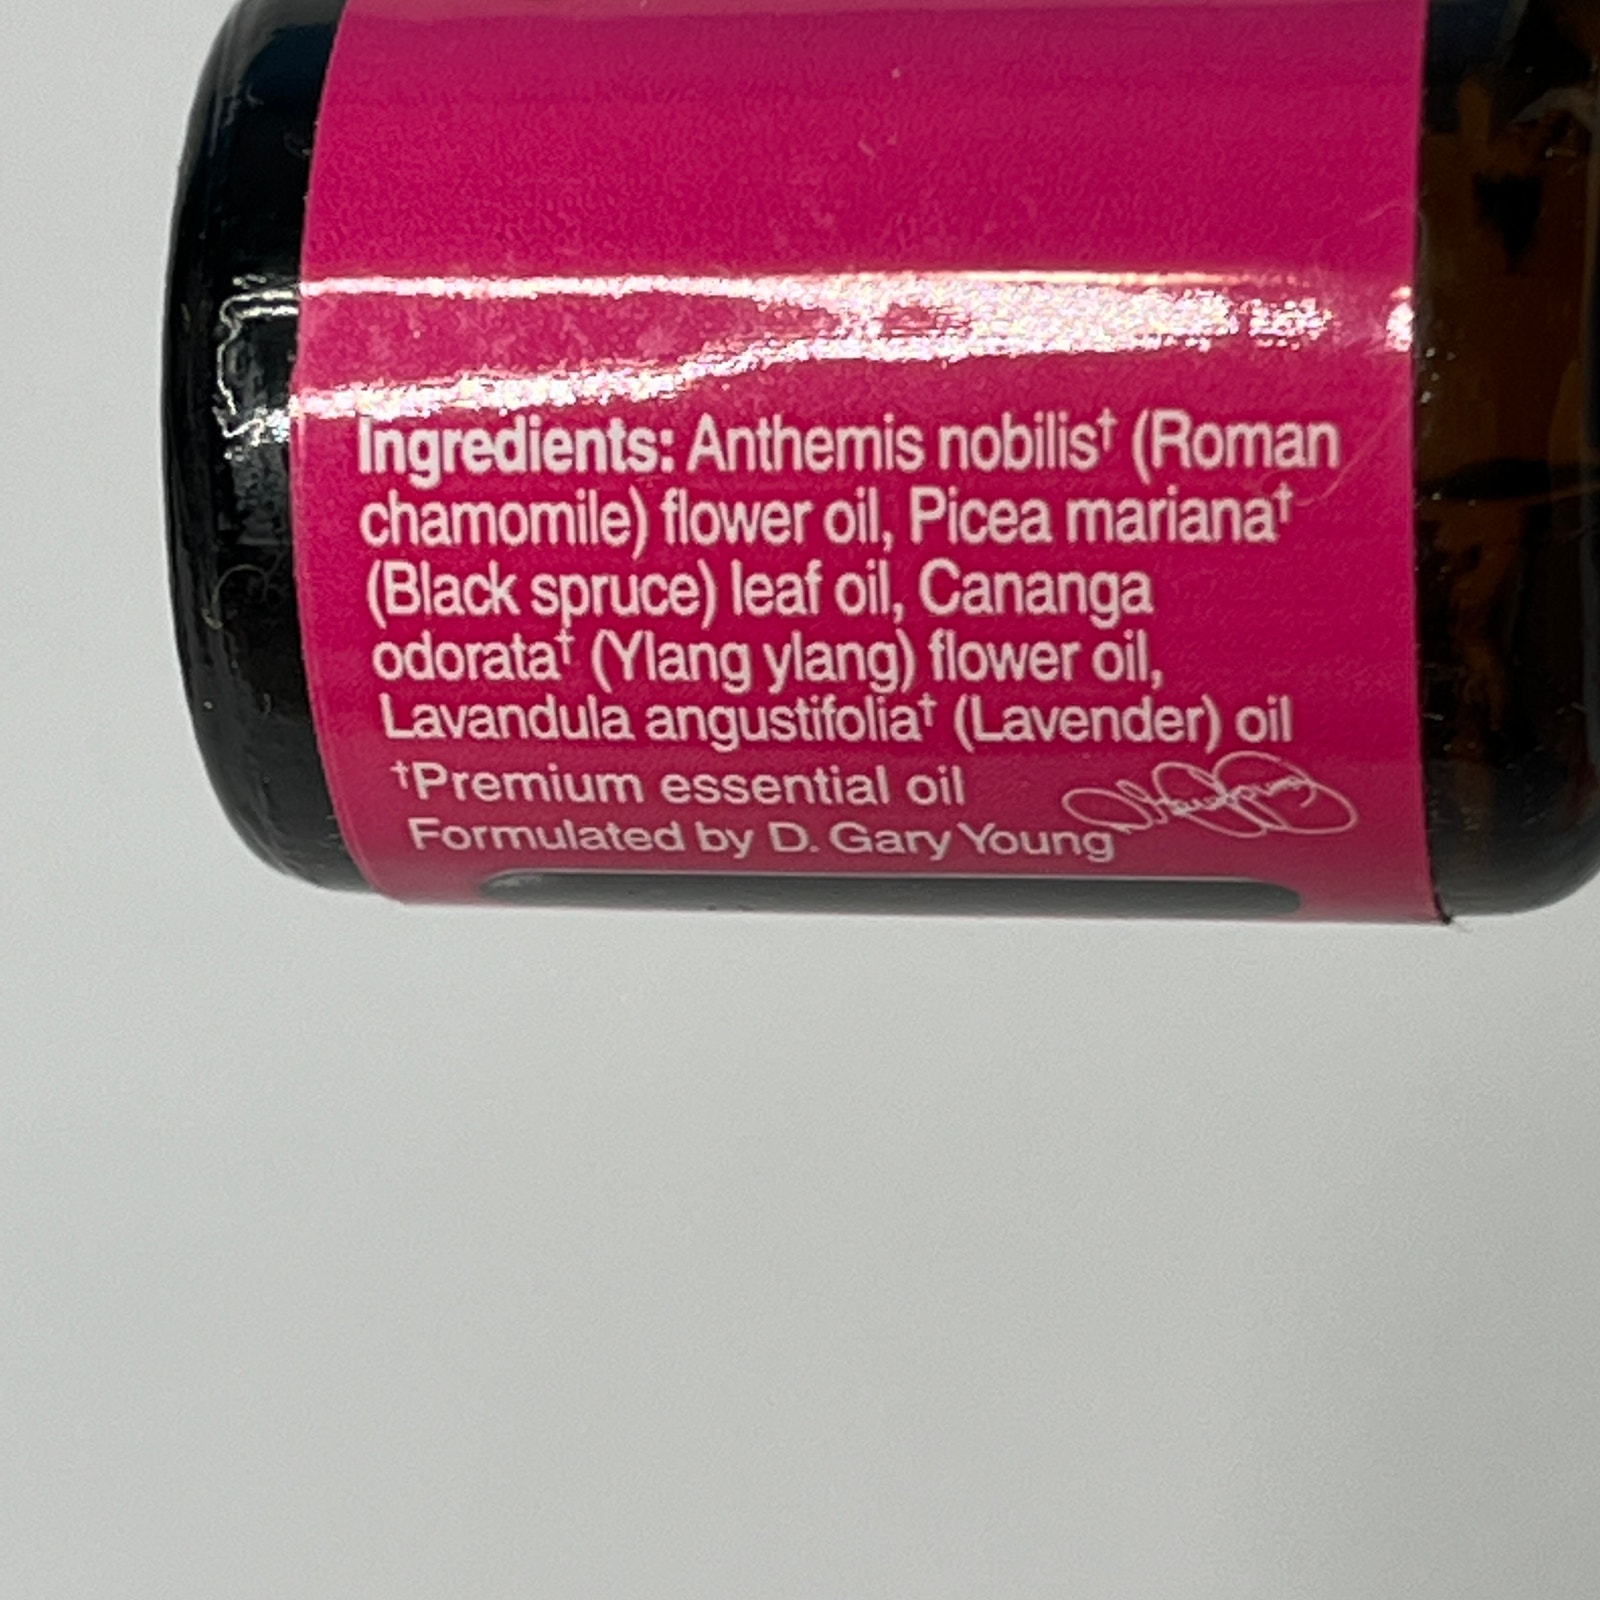 Ingredients: Anthemis nobilis† (Roman
chamomile) flower oil, Picea mariana†
(Black spruce) leaf oil, Cananga
odorata† (Ylang ylang) flower oil,
Lavandula angustifolia† (Lavender) oil
†Premium essential oil
Formulated by D. Gary Young